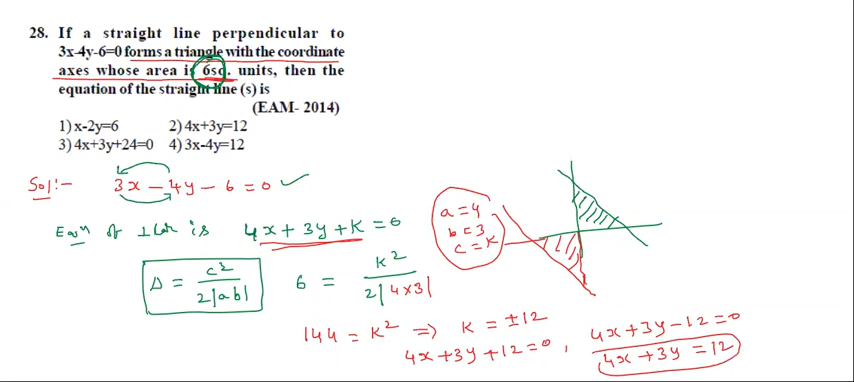 28. If a straight line perpendicular to
3x-4y-6=0 forms a triangle with the coordinate
axes whose area is 6sq. units, then the
equation of the straight line (s) is
(EAM- 2014)
1) x-2y=6 2) 4x+3y=12
3) 4x+3y+24=0 4) 3x-4y=12
Sol:- 3x - 4y - 6 = 0 ✓
Eqn of ⊥lar is 4x + 3y + K = 0
a = 4
b = 3
c = K
Δ = c²/2|ab| 6 = K²/2|4×3|
144 = K² ⇒ K = ±12
4x+3y+12=0, 4x+3y-12=0
4x+3y=12